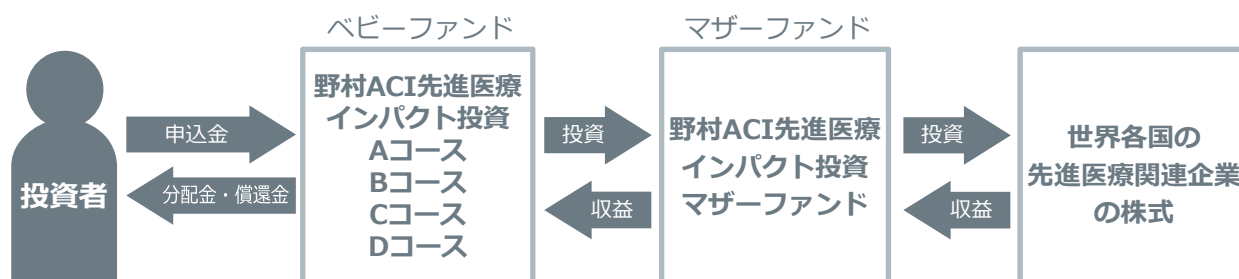 ベビーファンド
マザーファンド
投資者
申込金
分配金・償還金
野村ACI先進医療
インパクト投資
Aコース
Bコース
Cコース
Dコース
投資
収益
野村ACI先進医療
インパクト投資
マザーファンド
投資
収益
世界各国の
先進医療関連企業
の株式